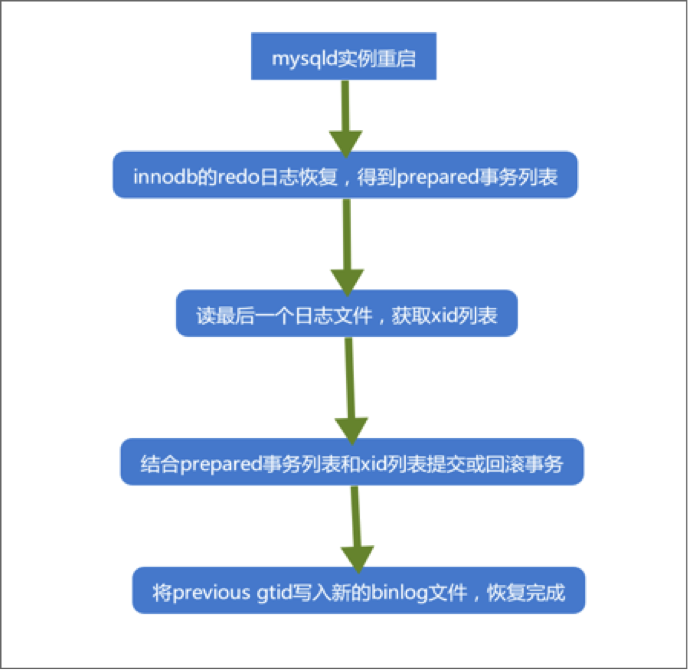 mysqld实例重启
innodb的redo日志恢复，得到prepared事务列表
读最后一个日志文件，获取xid列表
结合prepared事务列表和xid列表提交或回滚事务
将previous gtid写入新的binlog文件，恢复完成